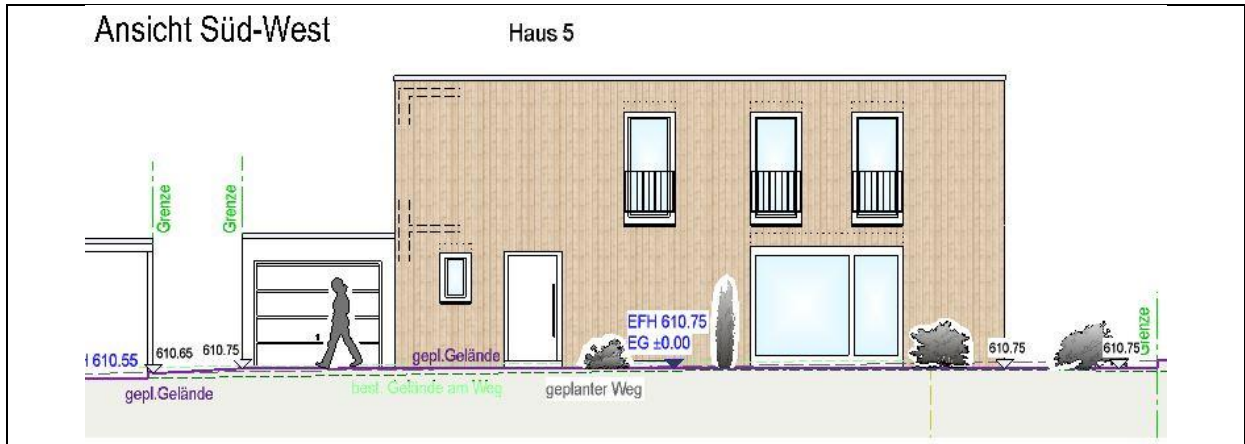 Ansicht Süd-West
Haus 5
Grenze
Grenze
Grenze
EFH 610.75
EG ±0.00
H 610.55
610.65
610.75
gepl.Gelände
610.75
610.75
gepl.Gelände
best. Gelände am Weg
geplanter Weg